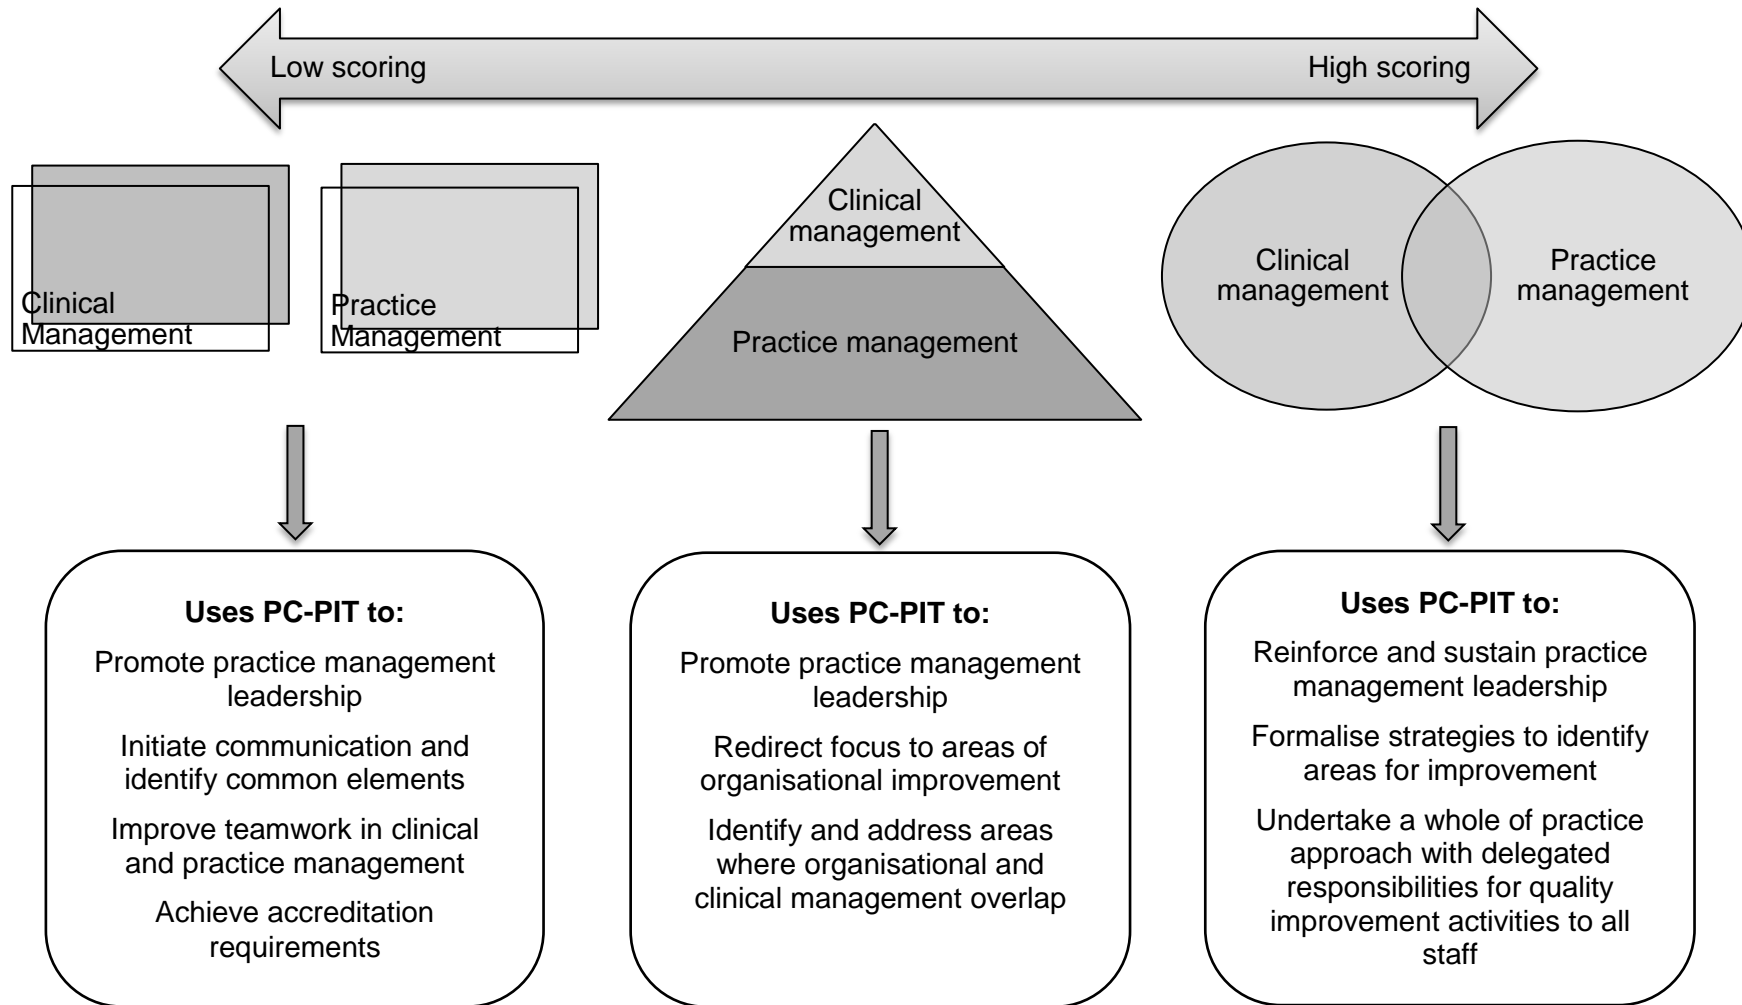 Low scoring
High scoring
Clinical
Management
Practice
Management
Clinical
management
Practice management
Clinical
management
Practice
management
Uses PC-PIT to:
Promote practice management
leadership
Initiate communication and
identify common elements
Improve teamwork in clinical
and practice management
Achieve accreditation
requirements
Uses PC-PIT to:
Promote practice management
leadership
Redirect focus to areas of
organisational improvement
Identify and address areas
where organisational and
clinical management overlap
Uses PC-PIT to:
Reinforce and sustain practice
management leadership
Formalise strategies to identify
areas for improvement
Undertake a whole of practice
approach with delegated
responsibilities for quality
improvement activities to all
staff